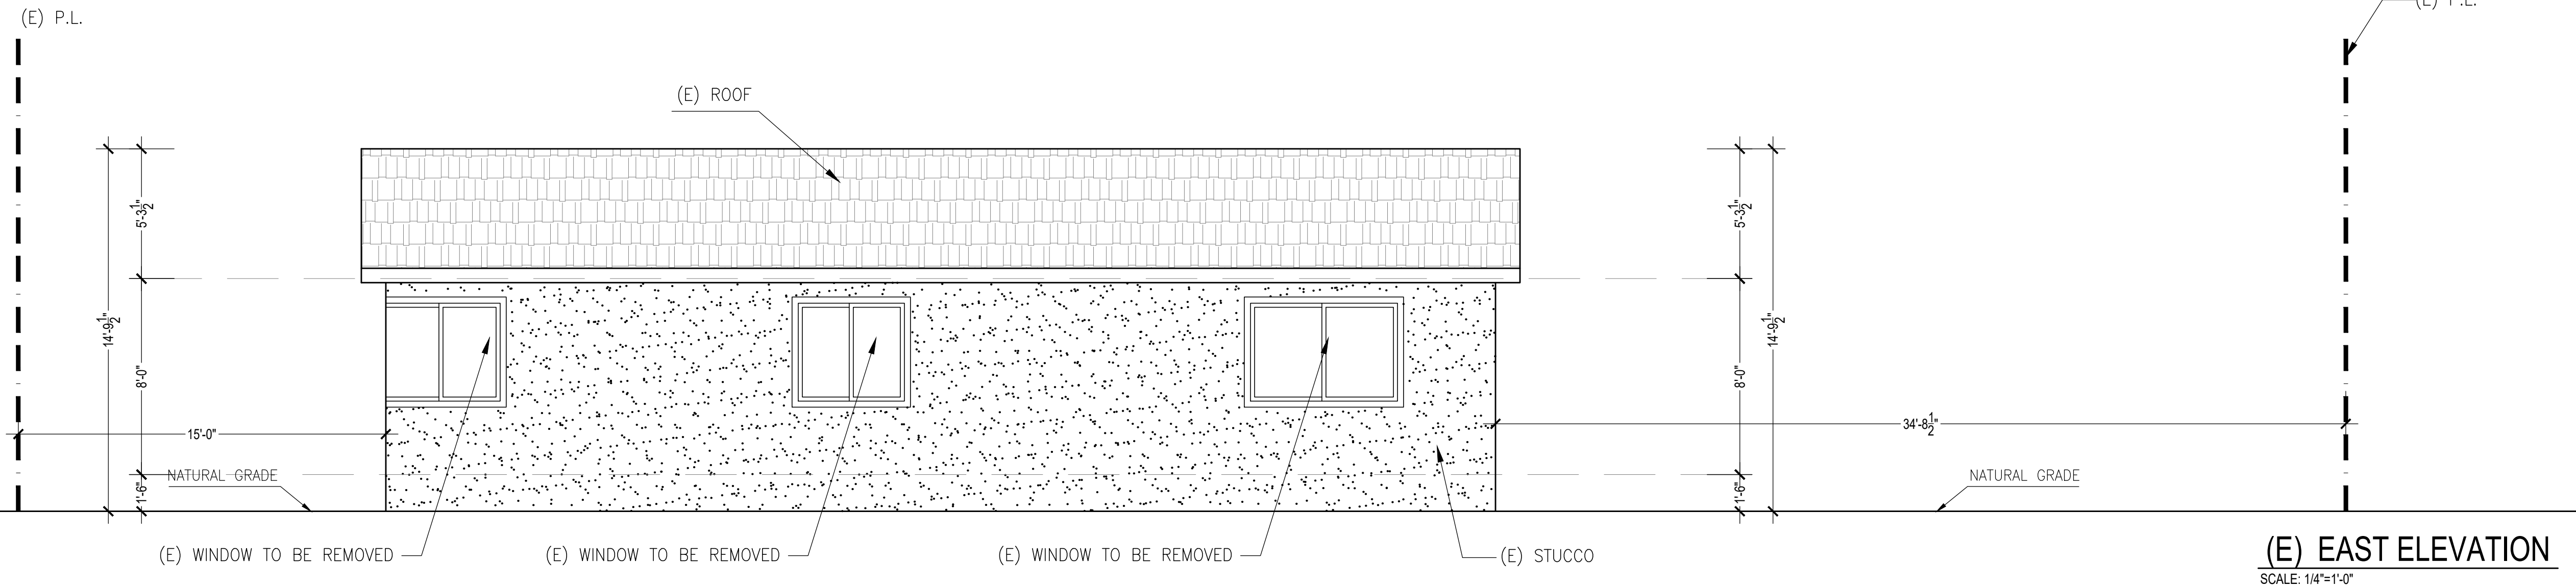 (E) P.L.
(E) P.L.
(E) ROOF
5'-3 1/2"
14'-9 1/2"
8'-0"
1'-6"
15'-0"
NATURAL GRADE
5'-3 1/2"
14'-9 1/2"
8'-0"
1'-6"
34'-8 1/2"
NATURAL GRADE
(E) WINDOW TO BE REMOVED
(E) WINDOW TO BE REMOVED
(E) WINDOW TO BE REMOVED
(E) STUCCO
(E) EAST ELEVATION
SCALE: 1/4"=1'-0"